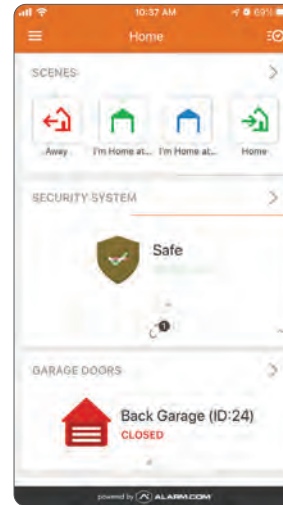 10:37 AM
69%
Home
SCENES
Away
I'm Home at...
I'm Home at...
Home
SECURITY SYSTEM
Safe
1
GARAGE DOORS
Back Garage (ID:24)
CLOSED
powered by ALARM.COM